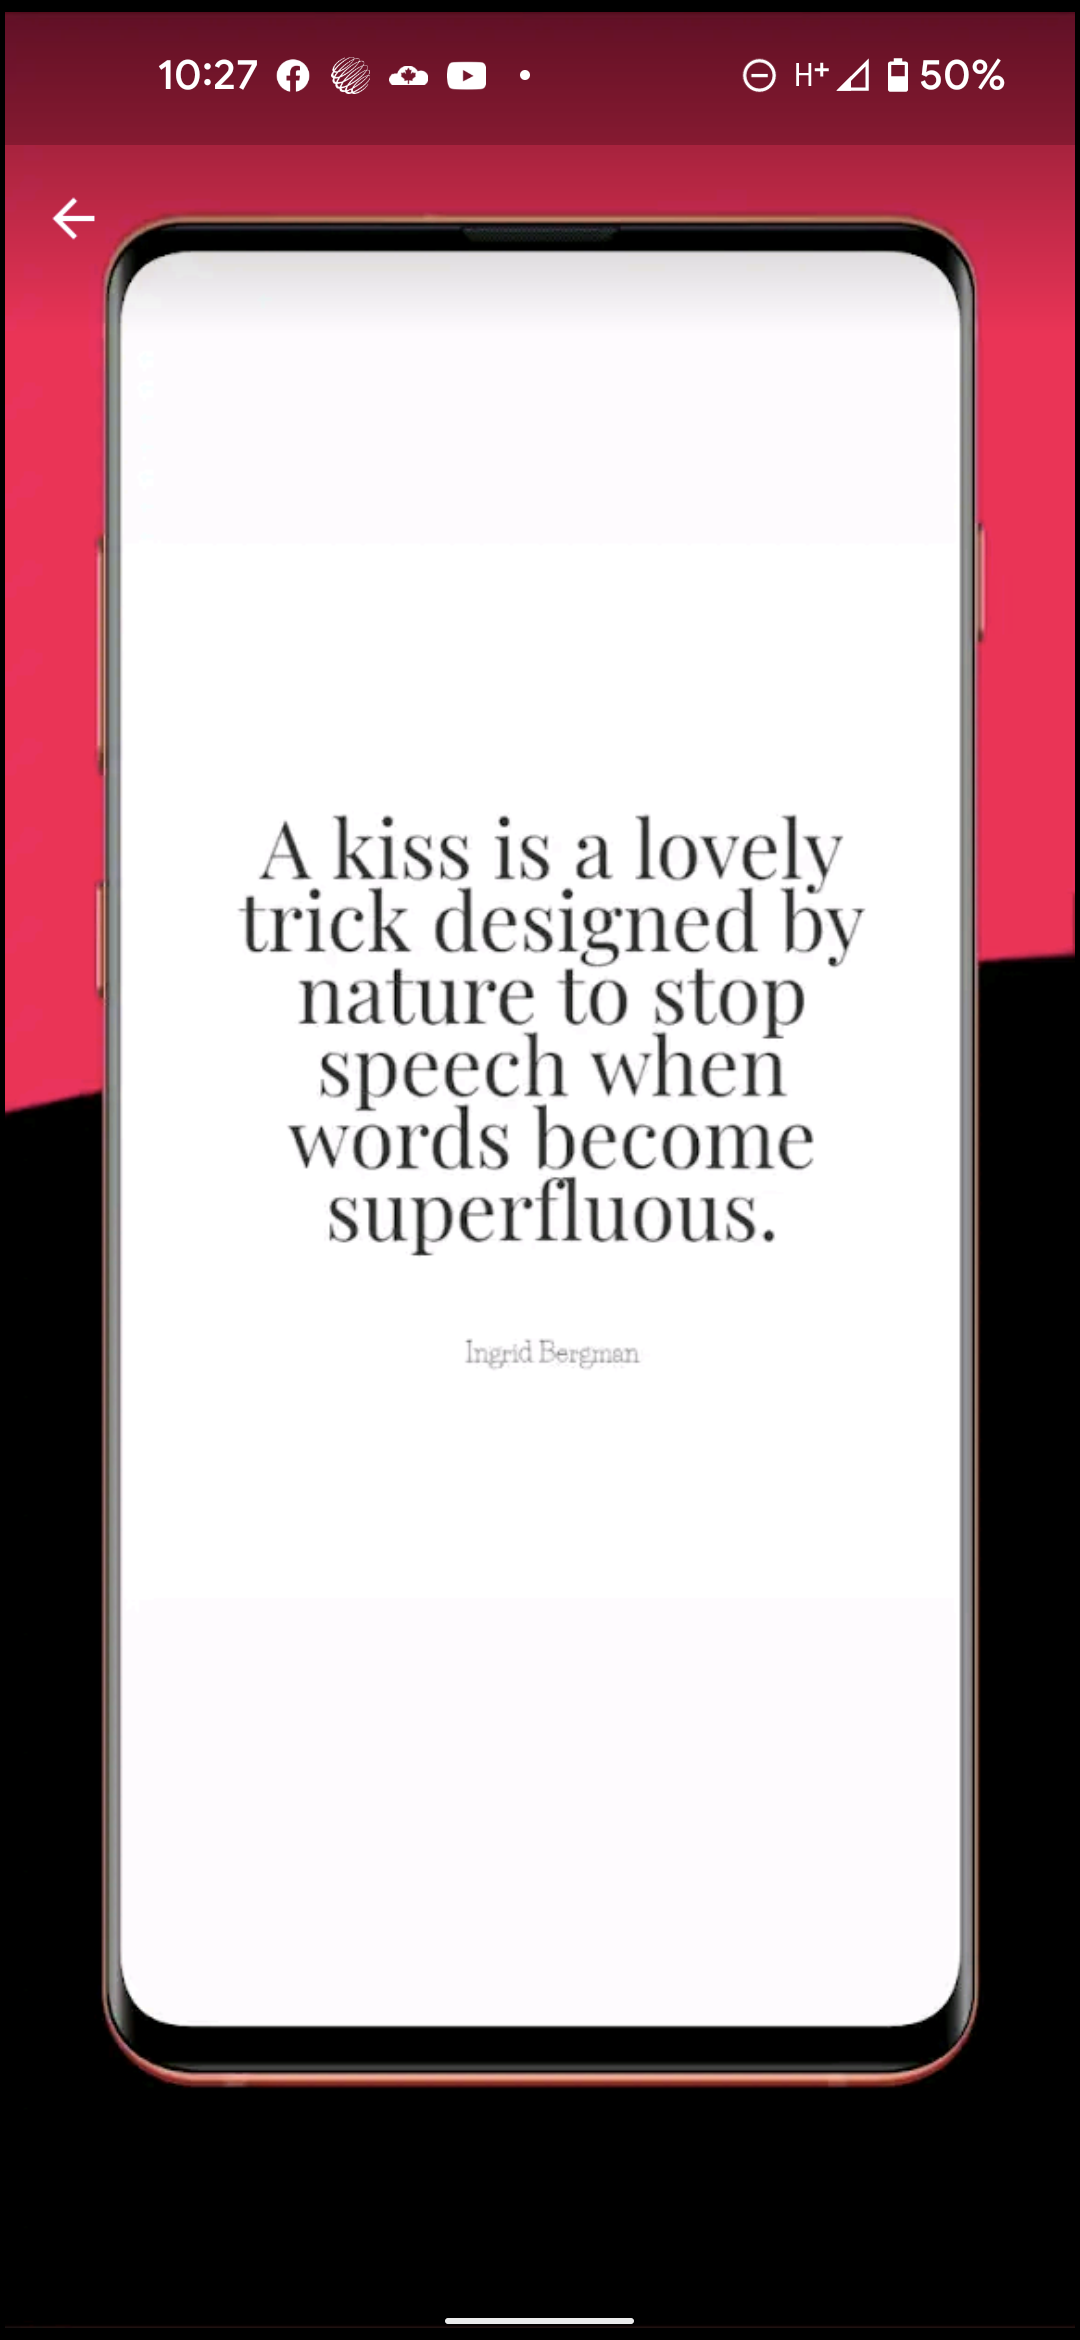 10:27 H+ 50%
A kiss is a lovely
trick designed by
nature to stop
speech when
words become
superfluous.
Ingrid Bergman